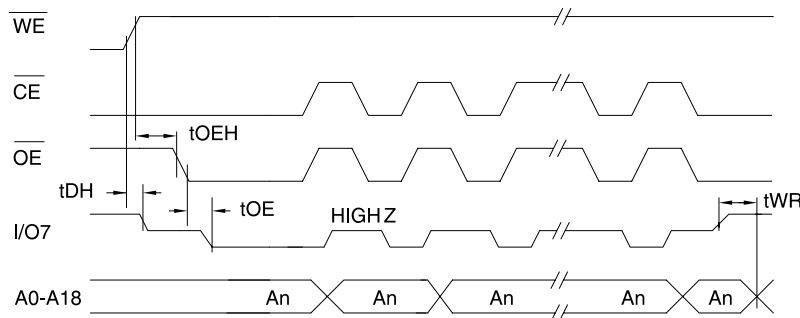 WE
CE
tOEH
OE
tDH
tOE
tWR
I/O7
HIGH Z
A0-A18
An
An
An
An
An